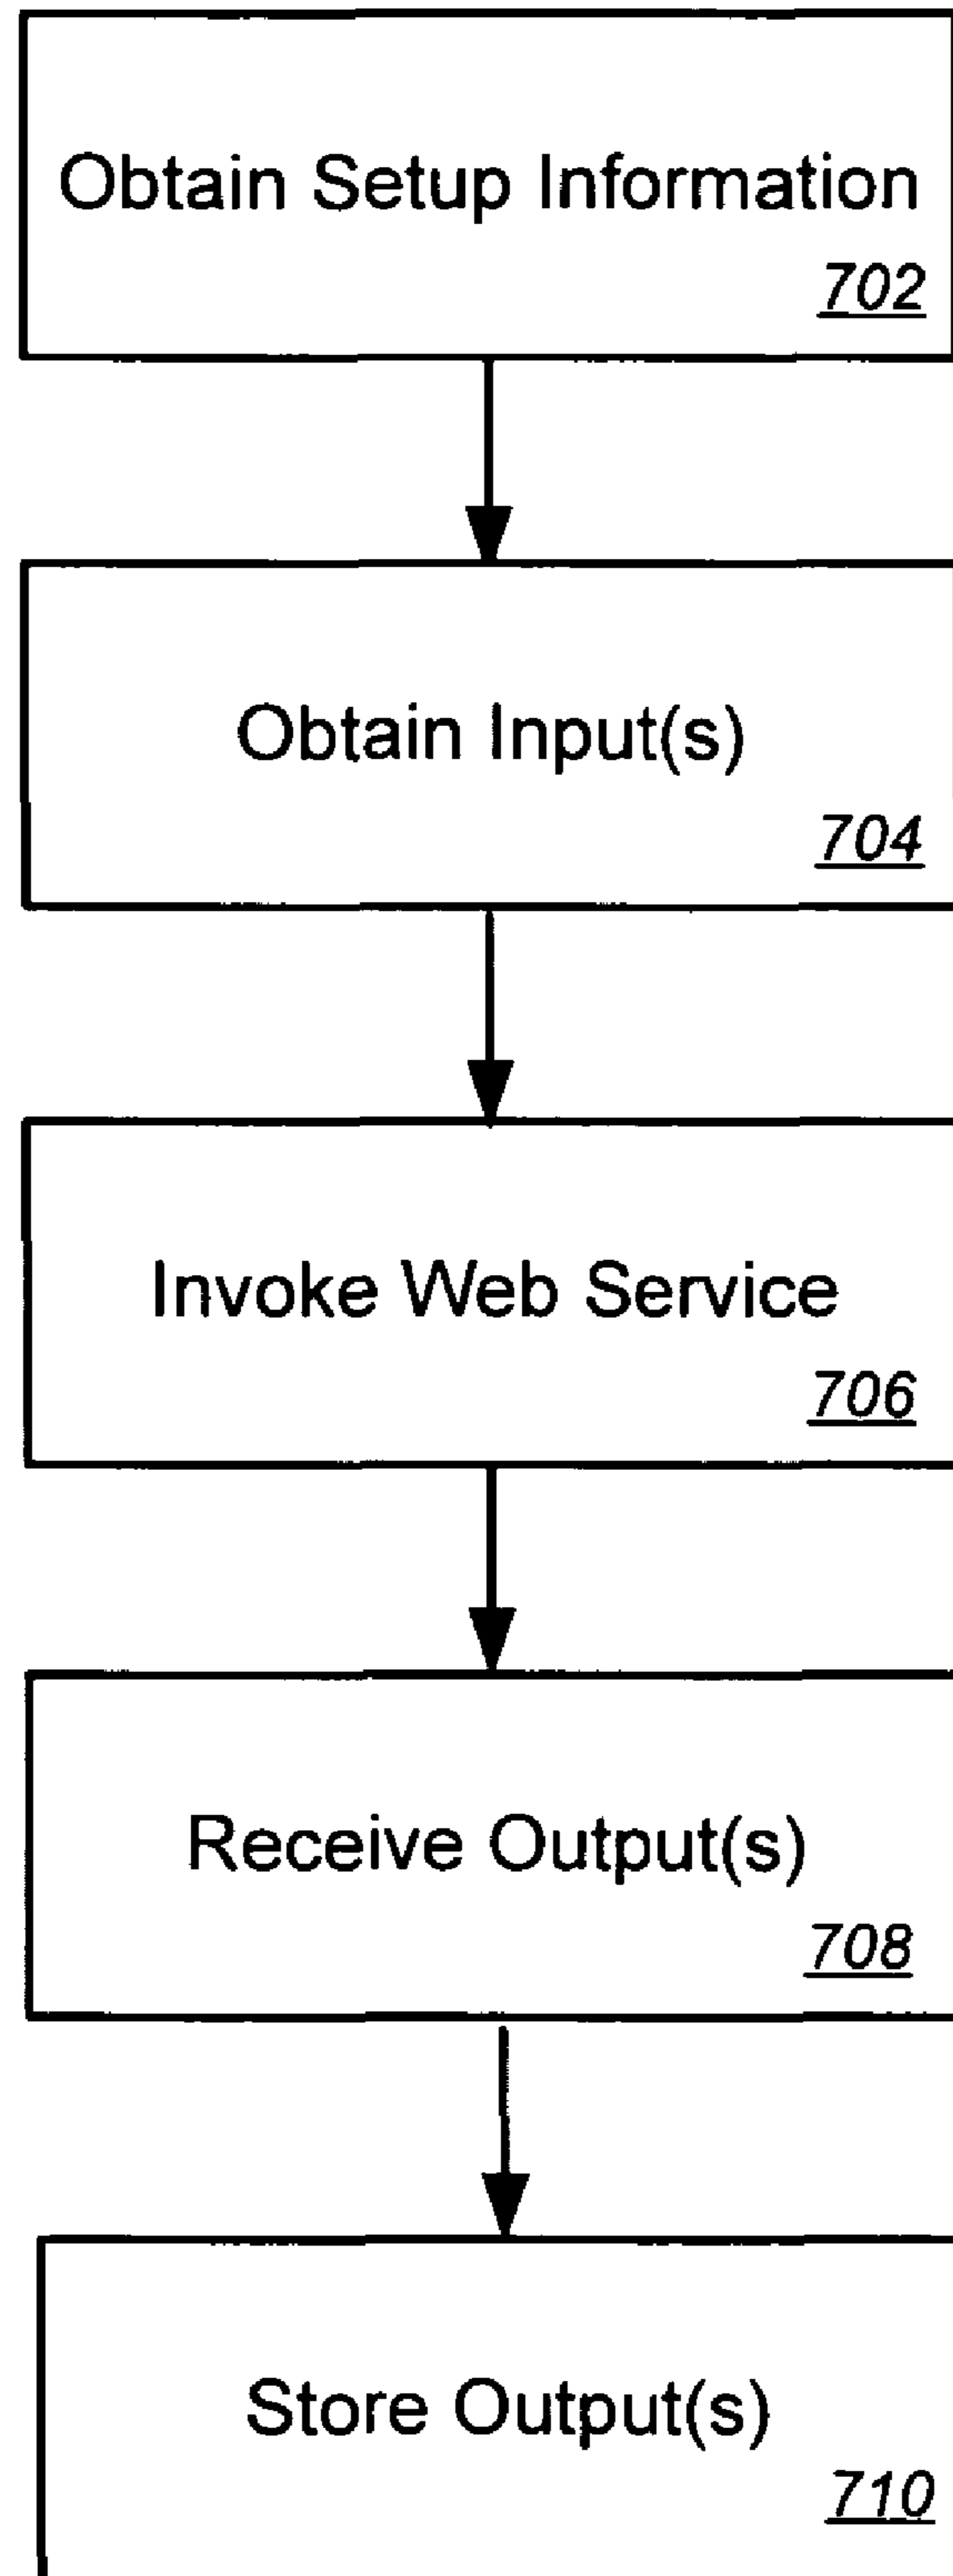 Obtain Setup Information
702
Obtain Input(s)
704
Invoke Web Service
706
Receive Output(s)
708
Store Output(s)
710